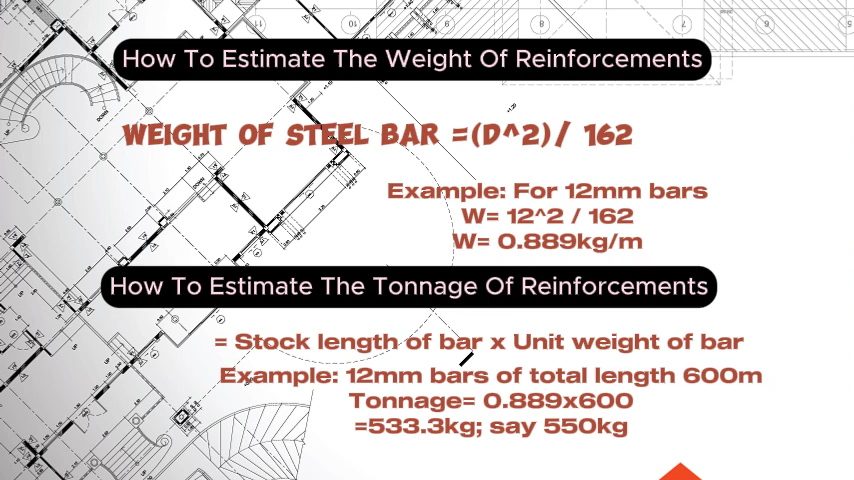 How To Estimate The Weight Of Reinforcements
WEIGHT OF STEEL BAR =(D^2)/ 162
Example: For 12mm bars
W= 12^2 / 162
W= 0.889kg/m
How To Estimate The Tonnage Of Reinforcements
= Stock length of bar x Unit weight of bar
Example: 12mm bars of total length 600m
Tonnage= 0.889x600
=533.3kg; say 550kg